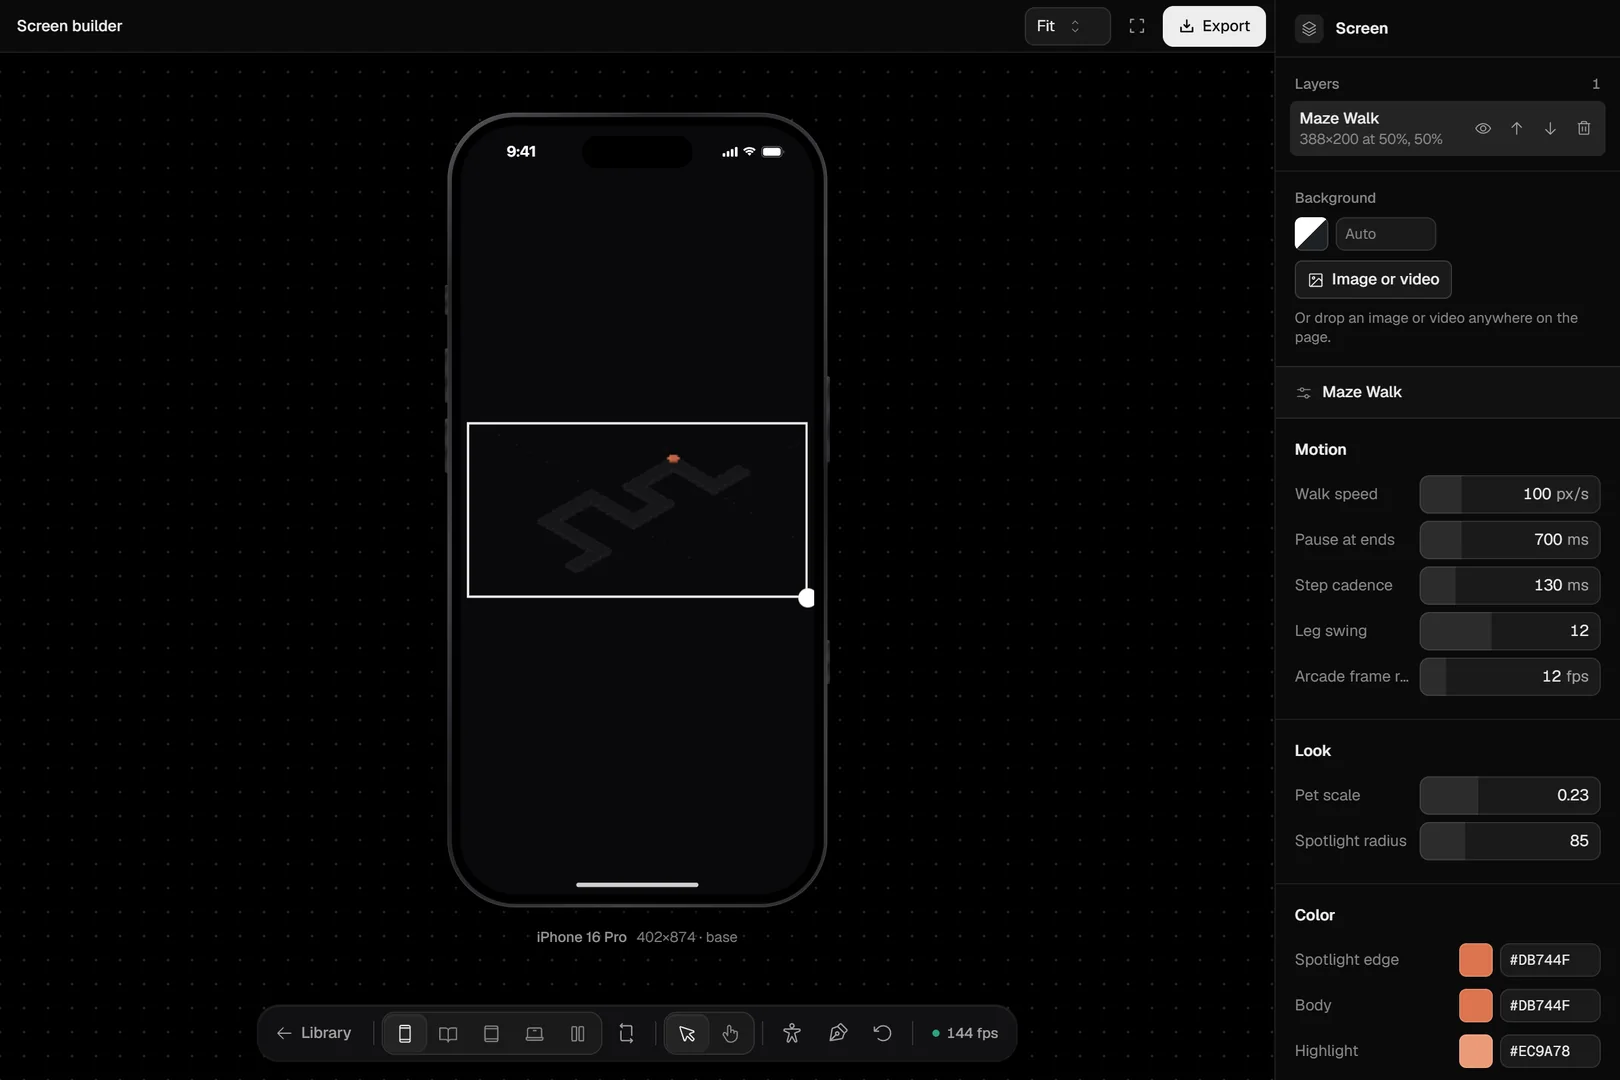 Screen builder
Fit
Export
Screen
Layers
1
Maze Walk
388×200 at 50%, 50%
Background
Auto
Image or video
Or drop an image or video anywhere on the
page.
Maze Walk
Motion
Walk speed
100 px/s
Pause at ends
700 ms
Step cadence
130 ms
Leg swing
12
Arcade frame r...
12 fps
Look
Pet scale
0.23
Spotlight radius
85
Color
Spotlight edge
#DB744F
Body
#DB744F
Highlight
#EC9A78
9:41
iPhone 16 Pro 402×874 · base
Library
144 fps